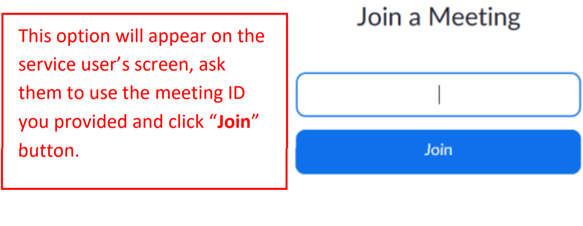 Join a Meeting
This option will appear on the
service user's screen, ask
them to use the meeting ID
you provided and click “Join”
button.
Join